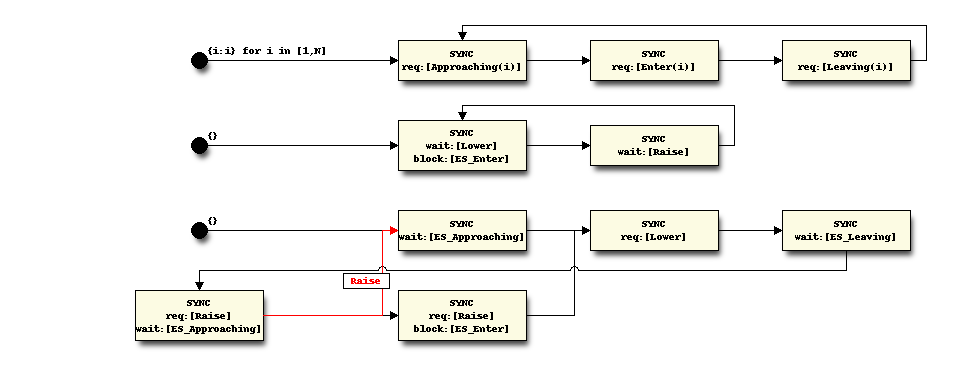 {i:i} for i in [1,N]
SYNC
req:[Approaching(i)]
SYNC
req:[Enter(i)]
SYNC
req:[Leaving(i)]
{}
SYNC
wait:[Lower]
block:[ES_Enter]
SYNC
wait:[Raise]
{}
SYNC
wait:[ES_Approaching]
SYNC
req:[Lower]
SYNC
wait:[ES_Leaving]
Raise
SYNC
req:[Raise]
wait:[ES_Approaching]
SYNC
req:[Raise]
block:[ES_Enter]